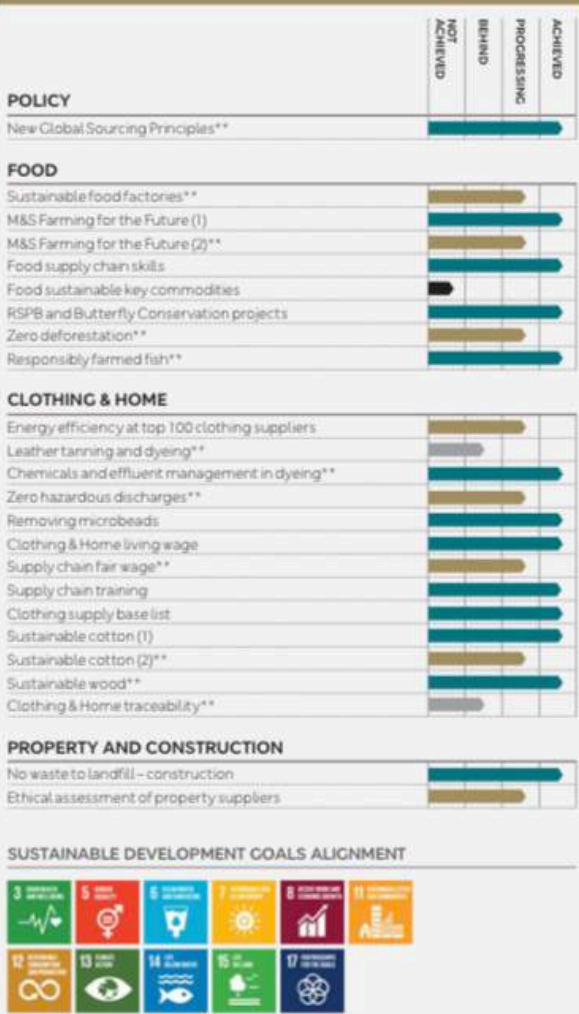 NOT ACHIEVED
BEHIND
PROGRESSING
ACHIEVED
POLICY
New Global Sourcing Principles**
FOOD
Sustainable food factories**
M&S Farming for the Future (1)
M&S Farming for the Future (2)**
Food supply chain skills
Food sustainable key commodities
RSPB and Butterfly Conservation projects
Zero deforestation**
Responsibly farmed fish**
CLOTHING & HOME
Energy efficiency at top 100 clothing suppliers
Leather tanning and dyeing**
Chemicals and effluent management in dyeing**
Zero hazardous discharges**
Removing microbeads
Clothing & Home living wage
Supply chain fair wage**
Supply chain training
Clothing supply base list
Sustainable cotton (1)
Sustainable cotton (2)**
Sustainable wood**
Clothing & Home traceability**
PROPERTY AND CONSTRUCTION
No waste to landfill – construction
Ethical assessment of property suppliers
SUSTAINABLE DEVELOPMENT GOALS ALIGNMENT
3
5
6
7
8
11
12
13
14
15
17